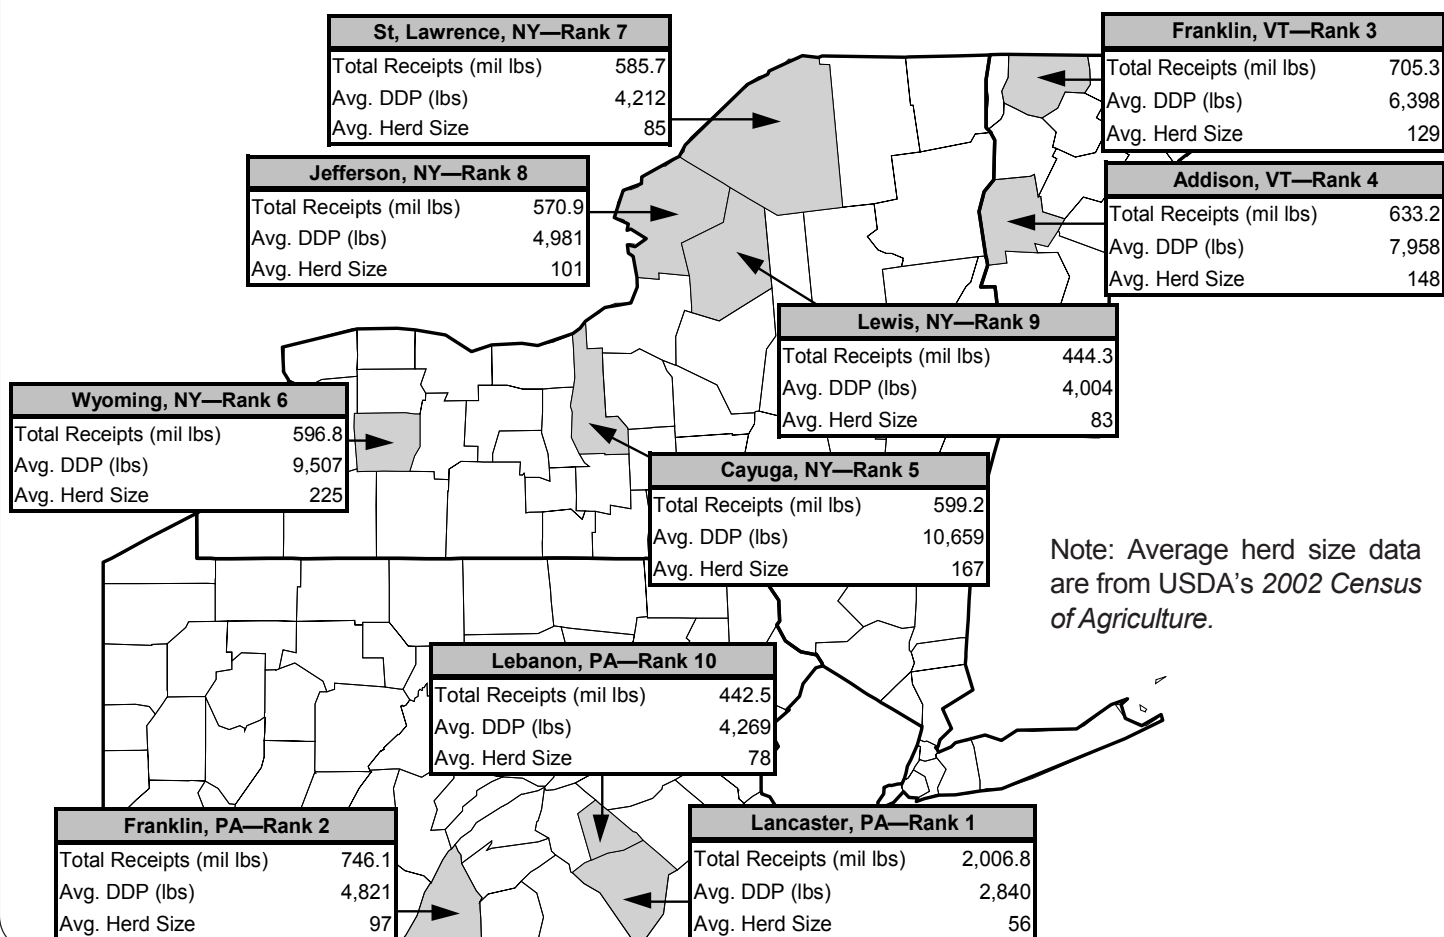 St, Lawrence, NY—Rank 7
Total Receipts (mil lbs) 585.7
Avg. DDP (lbs) 4,212
Avg. Herd Size 85
Franklin, VT—Rank 3
Total Receipts (mil lbs) 705.3
Avg. DDP (lbs) 6,398
Avg. Herd Size 129
Jefferson, NY—Rank 8
Total Receipts (mil lbs) 570.9
Avg. DDP (lbs) 4,981
Avg. Herd Size 101
Addison, VT—Rank 4
Total Receipts (mil lbs) 633.2
Avg. DDP (lbs) 7,958
Avg. Herd Size 148
Lewis, NY—Rank 9
Total Receipts (mil lbs) 444.3
Avg. DDP (lbs) 4,004
Avg. Herd Size 83
Wyoming, NY—Rank 6
Total Receipts (mil lbs) 596.8
Avg. DDP (lbs) 9,507
Avg. Herd Size 225
Cayuga, NY—Rank 5
Total Receipts (mil lbs) 599.2
Avg. DDP (lbs) 10,659
Avg. Herd Size 167
Note: Average herd size data
are from USDA's 2002 Census
of Agriculture.
Lebanon, PA—Rank 10
Total Receipts (mil lbs) 442.5
Avg. DDP (lbs) 4,269
Avg. Herd Size 78
Franklin, PA—Rank 2
Total Receipts (mil lbs) 746.1
Avg. DDP (lbs) 4,821
Avg. Herd Size 97
Lancaster, PA—Rank 1
Total Receipts (mil lbs) 2,006.8
Avg. DDP (lbs) 2,840
Avg. Herd Size 56